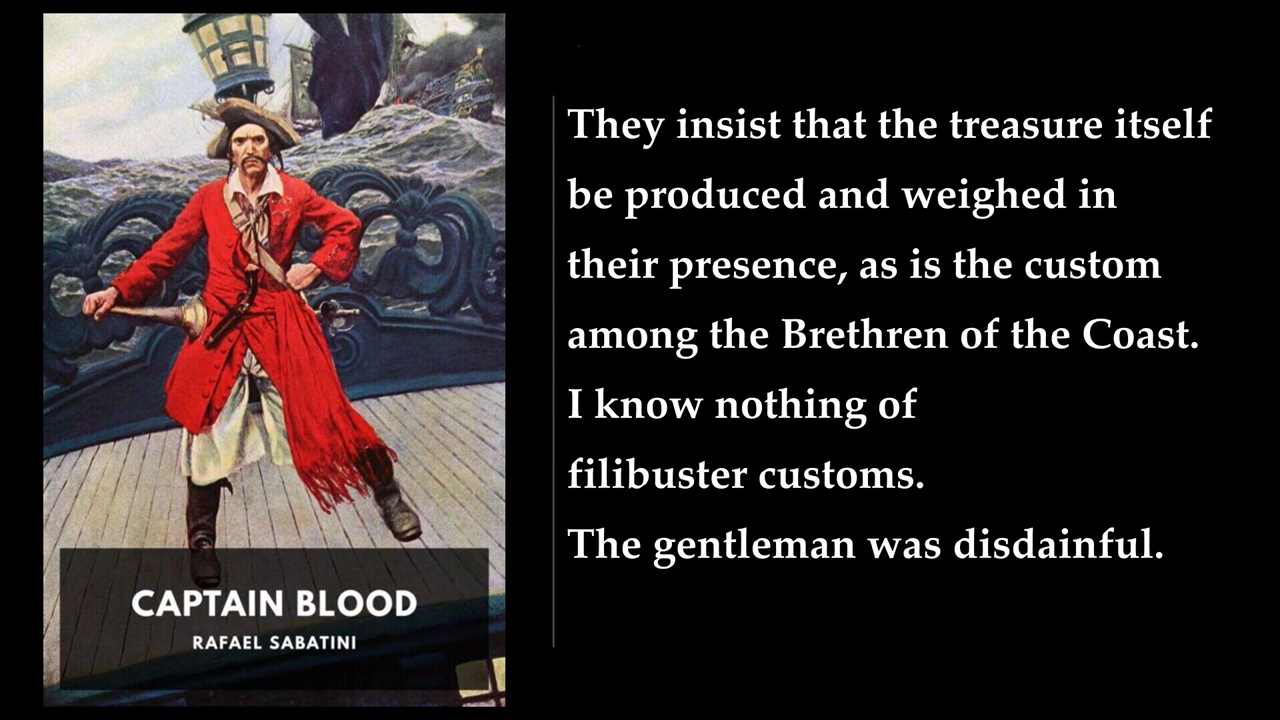 They insist that the treasure itself
be produced and weighed in
their presence, as is the custom
among the Brethren of the Coast.
I know nothing of
filibuster customs.
The gentleman was disdainful.
CAPTAIN BLOOD
RAFAEL SABATINI